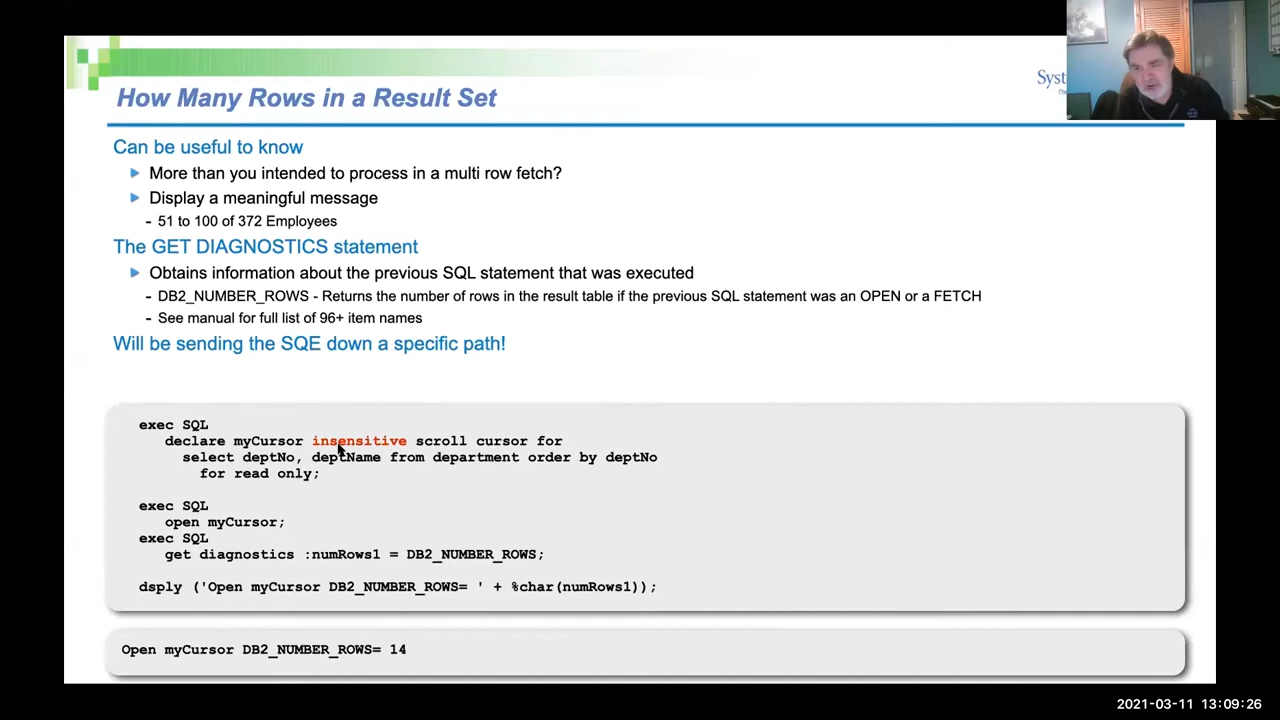 How Many Rows in a Result Set
Syst
Can be useful to know
More than you intended to process in a multi row fetch?
Display a meaningful message
- 51 to 100 of 372 Employees
The GET DIAGNOSTICS statement
Obtains information about the previous SQL statement that was executed
- DB2_NUMBER_ROWS - Returns the number of rows in the result table if the previous SQL statement was an OPEN or a FETCH
- See manual for full list of 96+ item names
Will be sending the SQE down a specific path!
exec SQL
declare myCursor insensitive scroll cursor for
select deptNo, deptName from department order by deptNo
for read only;
exec SQL
open myCursor;
exec SQL
get diagnostics :numRows1 = DB2_NUMBER_ROWS;
dsply ('Open myCursor DB2_NUMBER_ROWS= ' + %char(numRows1));
Open myCursor DB2_NUMBER_ROWS= 14
2021-03-11 13:09:26